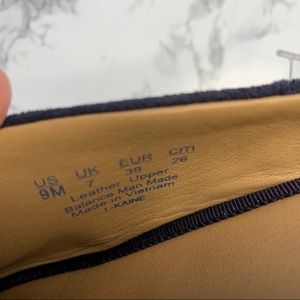 US UK EUR cm
9M 7 39 26
Leather Upper
Balance Man Made
Made in Vietnam
I-KAINE